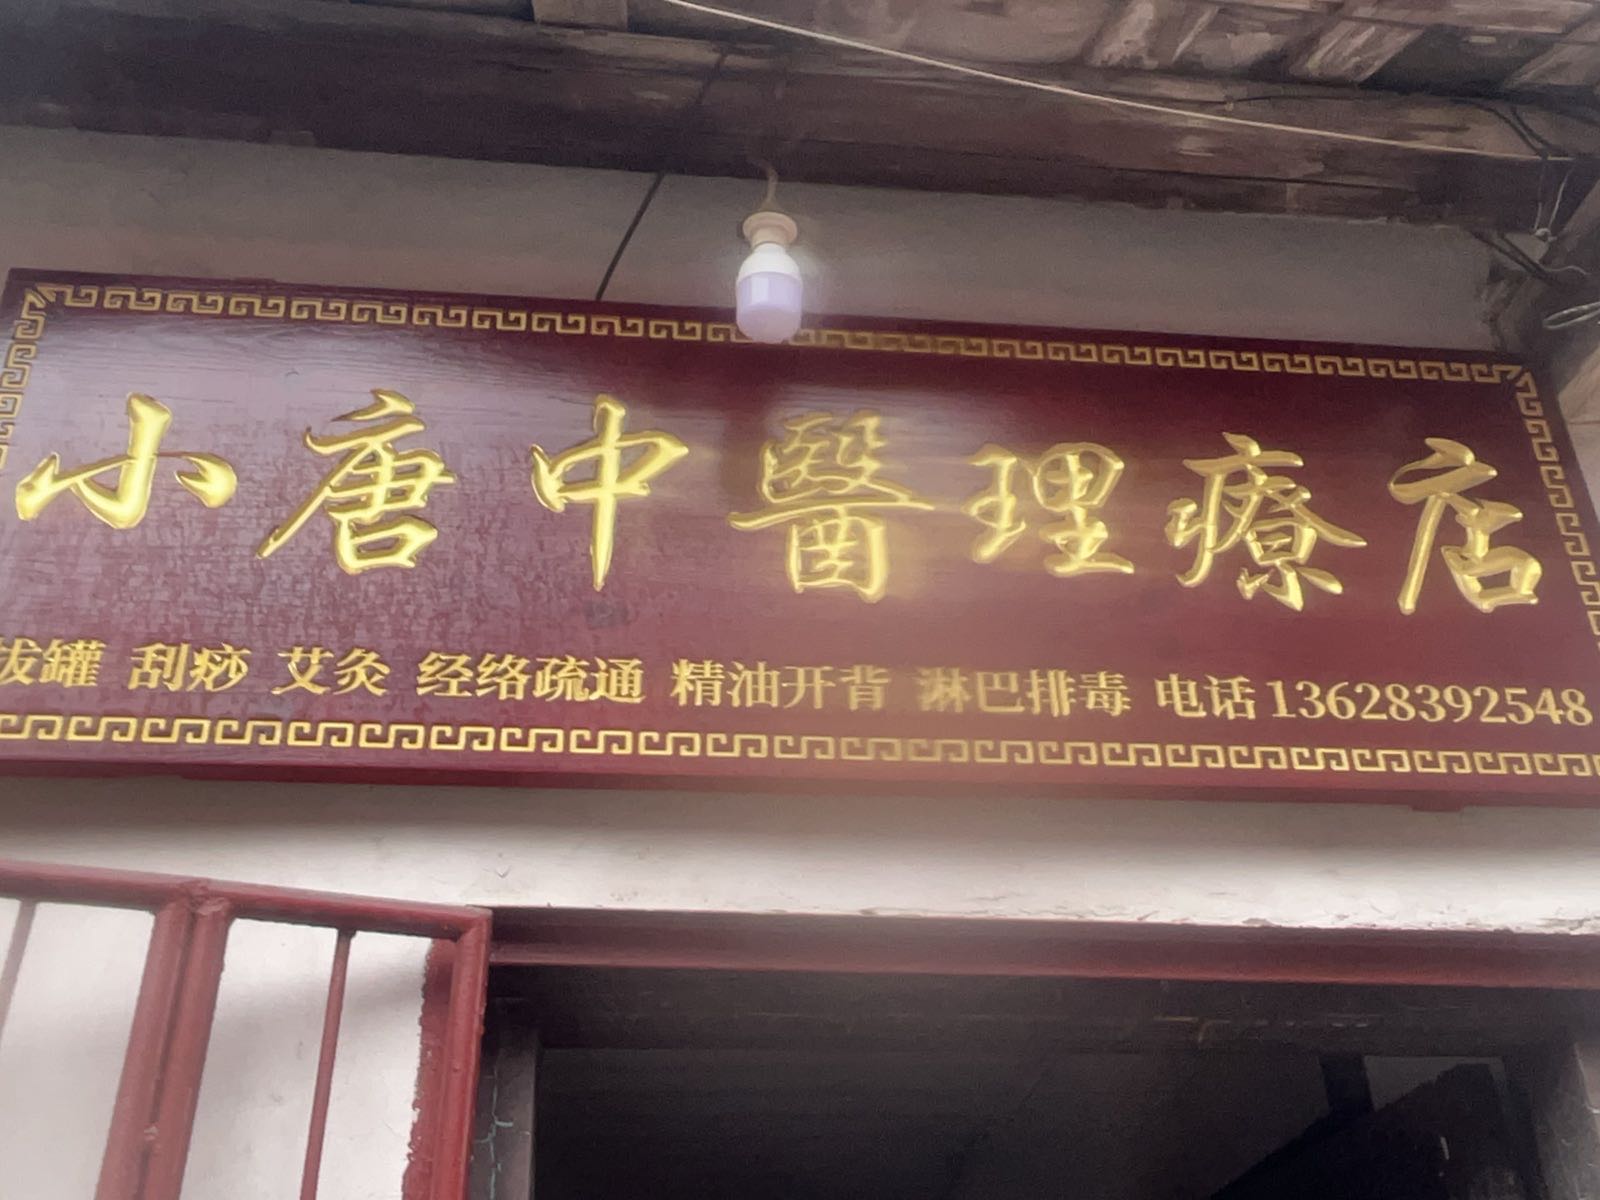 小唐中醫理療店
拔罐 刮痧 艾灸 经络疏通 精油开背 淋巴排毒 电话13628392548